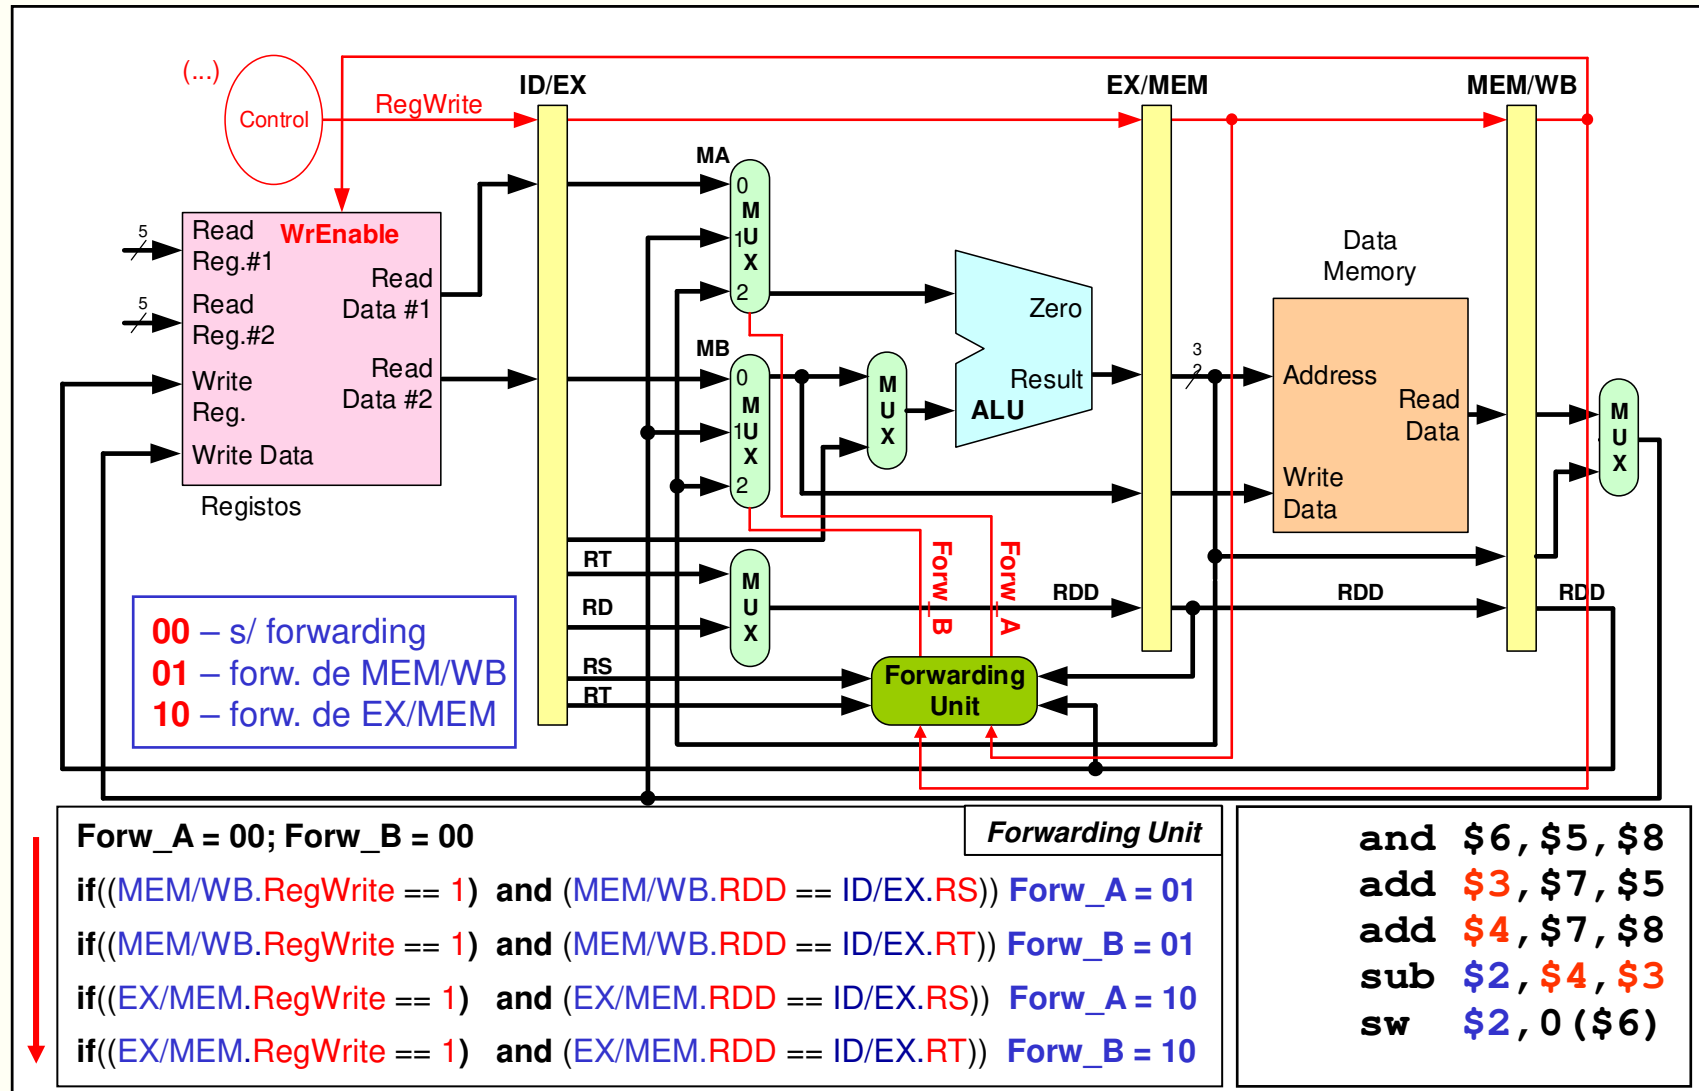 (...)
Control
RegWrite
ID/EX
EX/MEM
MEM/WB
5
Read
Reg.#1
WrEnable
Read
Data #1
5
Read
Reg.#2
Write
Reg.
Read
Data #2
Write Data
Registos
MA
0
M
1U
X
2
MB
0
M
1U
X
2
M
U
X
Zero
Result
ALU
3
2
Data
Memory
Address
Read
Data
Write
Data
M
U
X
RT
RD
M
U
X
RDD
RDD
RDD
Forw_B
Forw_A
RS
RT
Forwarding
Unit
00 – s/ forwarding
01 – forw. de MEM/WB
10 – forw. de EX/MEM
Forw_A = 00; Forw_B = 00
Forwarding Unit
if((MEM/WB.RegWrite == 1) and (MEM/WB.RDD == ID/EX.RS)) Forw_A = 01
if((MEM/WB.RegWrite == 1) and (MEM/WB.RDD == ID/EX.RT)) Forw_B = 01
if((EX/MEM.RegWrite == 1) and (EX/MEM.RDD == ID/EX.RS)) Forw_A = 10
if((EX/MEM.RegWrite == 1) and (EX/MEM.RDD == ID/EX.RT)) Forw_B = 10
and $6,$5,$8
add $3,$7,$5
add $4,$7,$8
sub $2,$4,$3
sw $2,0($6)